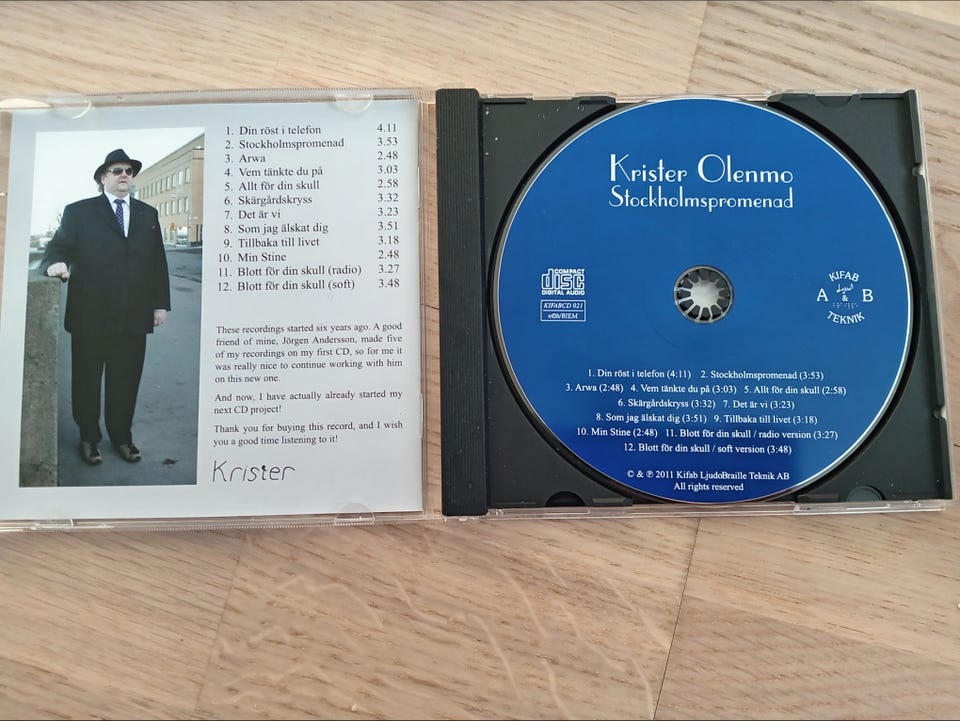 1. Din röst i telefon 4.11
2. Stockholmspromenad 3.53
3. Arwa 2.48
4. Vem tänkte du på 3.03
5. Allt för din skull 2.58
6. Skärgårdskryss 3.32
7. Det är vi 3.23
8. Som jag älskat dig 3.51
9. Tillbaka till livet 3.18
10. Min Stine 2.48
11. Blott för din skull (radio) 3.27
12. Blott för din skull (soft) 3.48
These recordings started six years ago. A good
friend of mine, Jörgen Andersson, made five
of my recordings on my first CD, so for me it
was really nice to continue working with him
on this new one.
And now, I have actually already started my
next CD project!
Thank you for buying this record, and I wish
you a good time listening to it!
Krister
Krister Olenmo
Stockholmspromenad
COMPACT
disc
DIGITAL AUDIO
KIFABCD 021
n©b/BIEM
KIFAB
Ljud
A & B
TEKNIK
1. Din röst i telefon (4:11) 2. Stockholmspromenad (3:53)
3. Arwa (2:48) 4. Vem tänkte du på (3:03) 5. Allt för din skull (2:58)
6. Skärgårdskryss (3:32) 7. Det är vi (3:23)
8. Som jag älskat dig (3:51) 9. Tillbaka till livet (3:18)
10. Min Stine (2:48) 11. Blott för din skull / radio version (3:27)
12. Blott för din skull / soft version (3:48)
© & ℗ 2011 Kifab LjudoBraille Teknik AB
All rights reserved